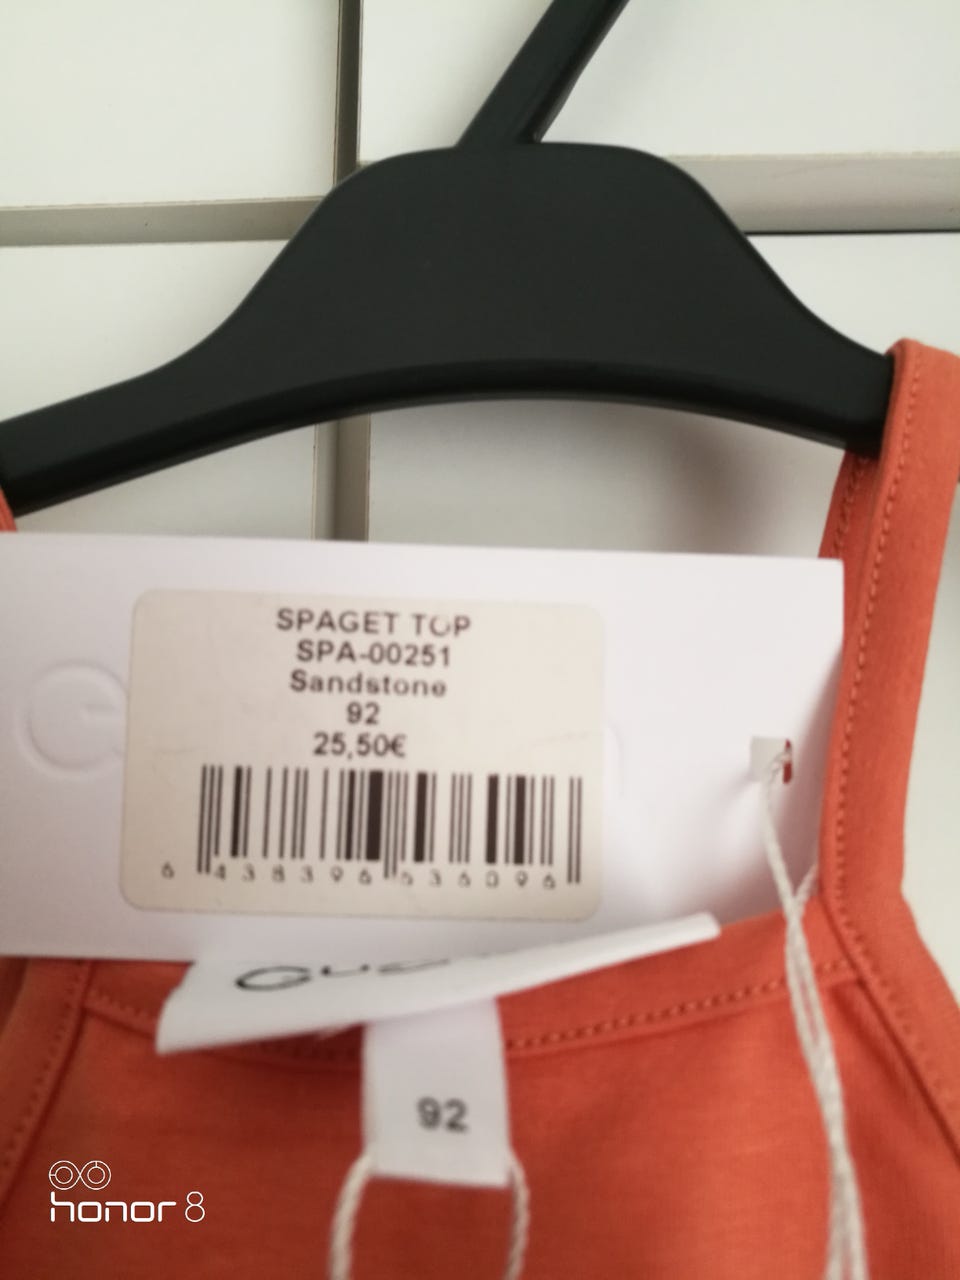 SPAGET TOP
SPA-00251
Sandstone
92
25,50€
6 438396 536096
92
honor 8